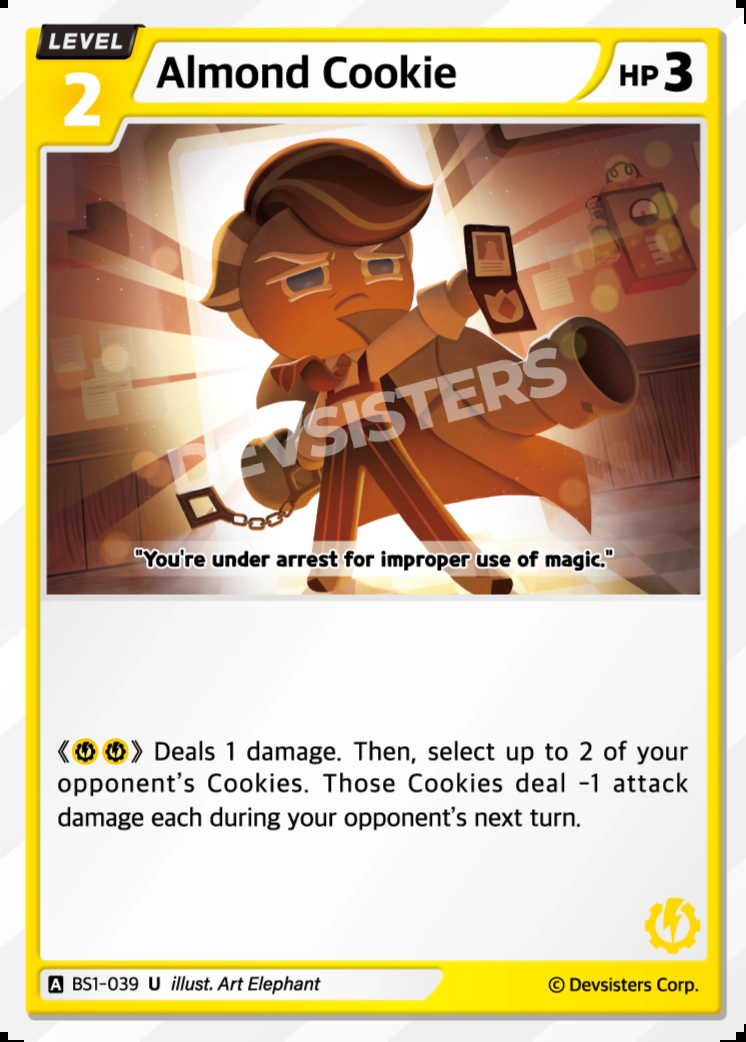 LEVEL
2
Almond Cookie
HP 3
DEVSISTERS
"You're under arrest for improper use of magic."
《 》 Deals 1 damage. Then, select up to 2 of your
opponent's Cookies. Those Cookies deal -1 attack
damage each during your opponent's next turn.
A BS1-039 U illust. Art Elephant
© Devsisters Corp.